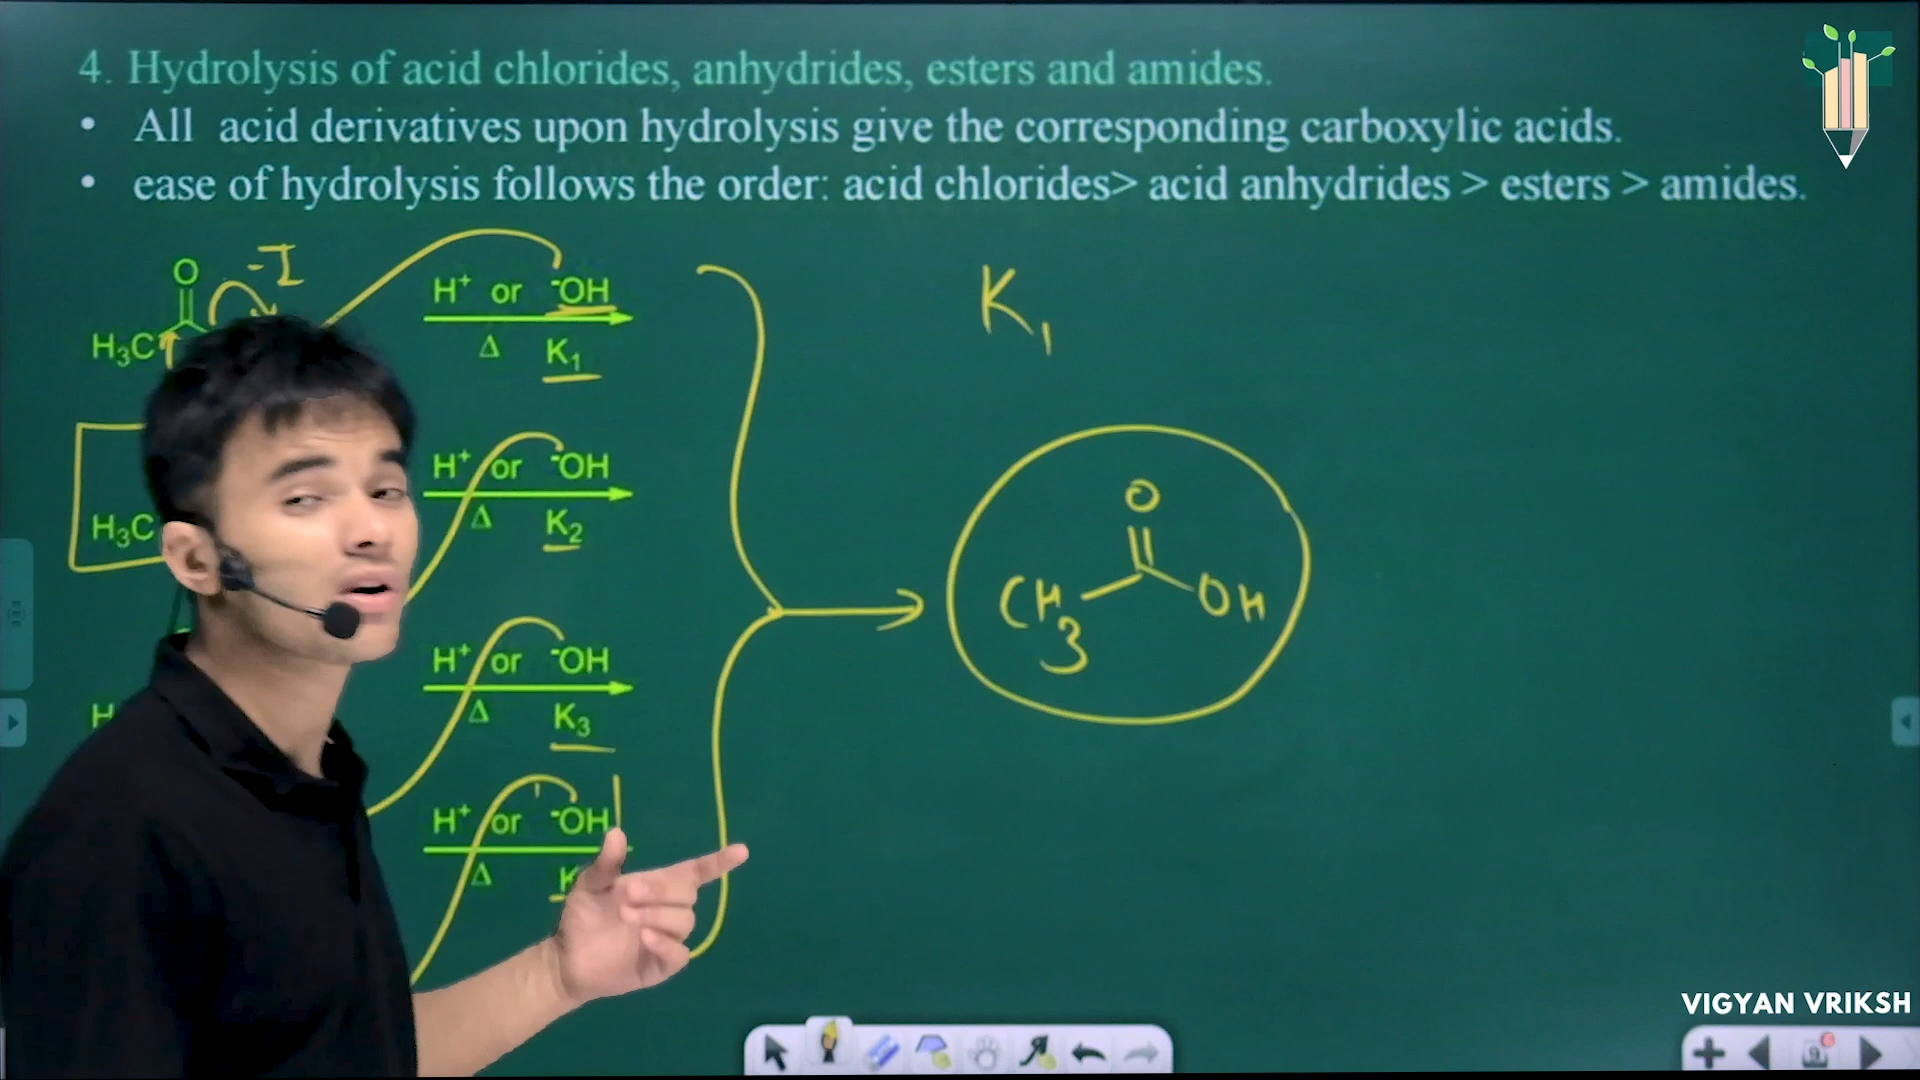 4. Hydrolysis of acid chlorides, anhydrides, esters and amides.
• All acid derivatives upon hydrolysis give the corresponding carboxylic acids.
• ease of hydrolysis follows the order: acid chlorides> acid anhydrides > esters > amides.
-I
O
H₃C
H⁺ or ⁻OH
Δ K₁
K₁
H₃C
H⁺ or ⁻OH
Δ K₂
O
CH₃ OH
H
H⁺ or ⁻OH
Δ K₃
H⁺ or ⁻OH
Δ K
VIGYAN VRIKSH